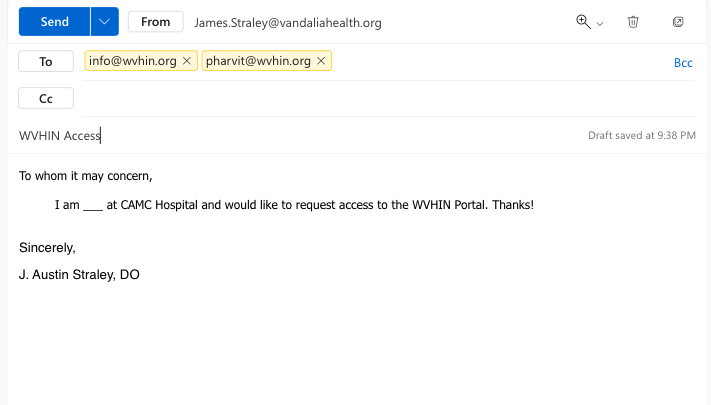 Send From James.Straley@vandaliahealth.org
To info@wvhin.org × pharvit@wvhin.org × Bcc
Cc
WVHIN Access Draft saved at 9:38 PM
To whom it may concern,
I am ___ at CAMC Hospital and would like to request access to the WVHIN Portal. Thanks!
Sincerely,
J. Austin Straley, DO